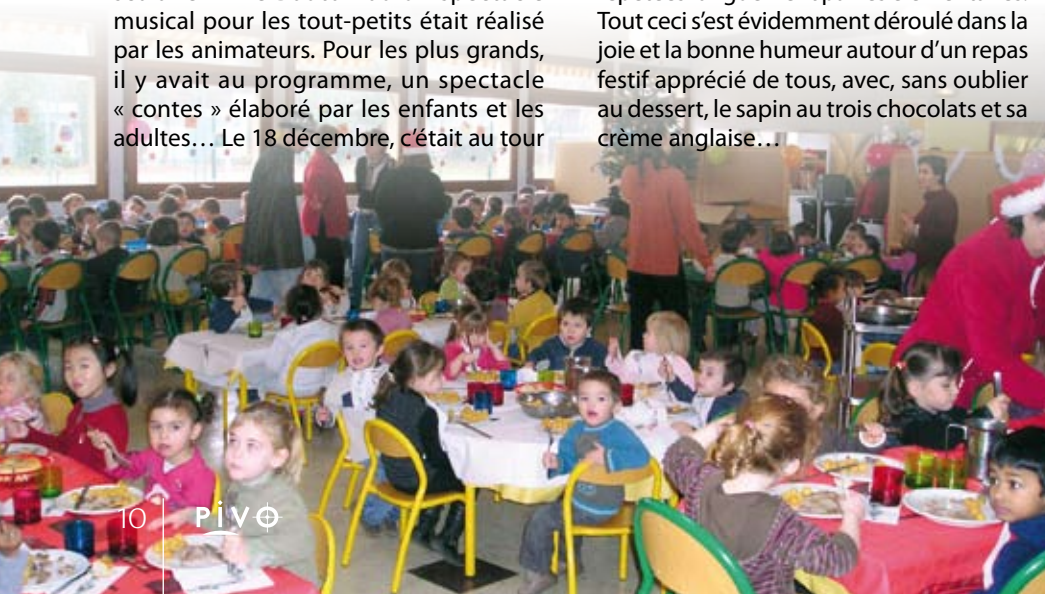 musical pour les tout-petits était réalisé
par les animateurs. Pour les plus grands,
il y avait au programme, un spectacle
« contes » élaboré par les enfants et les
adultes… Le 18 décembre, c’était au tour
Tout ceci s’est évidemment déroulé dans la
joie et la bonne humeur autour d’un repas
festif apprécié de tous, avec, sans oublier
au dessert, le sapin au trois chocolats et sa
crème anglaise…
10
PIVO